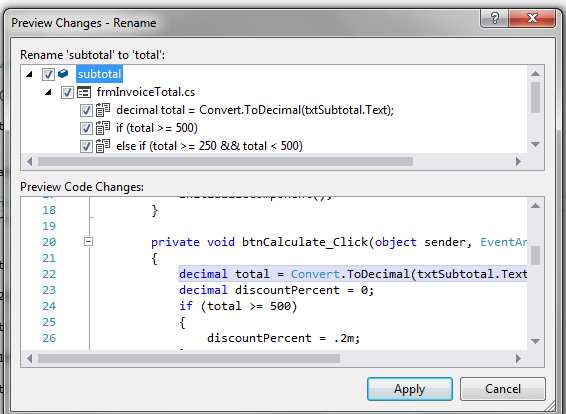 Preview Changes - Rename
Rename 'subtotal' to 'total':
subtotal
frmInvoiceTotal.cs
decimal total = Convert.ToDecimal(txtSubtotal.Text);
if (total >= 500)
else if (total >= 250 && total < 500)
Preview Code Changes:
18 }
19
20 private void btnCalculate_Click(object sender, EventAr
21 {
22 decimal total = Convert.ToDecimal(txtSubtotal.Text
23 decimal discountPercent = 0;
24 if (total >= 500)
25 {
26 discountPercent = .2m;
Apply Cancel